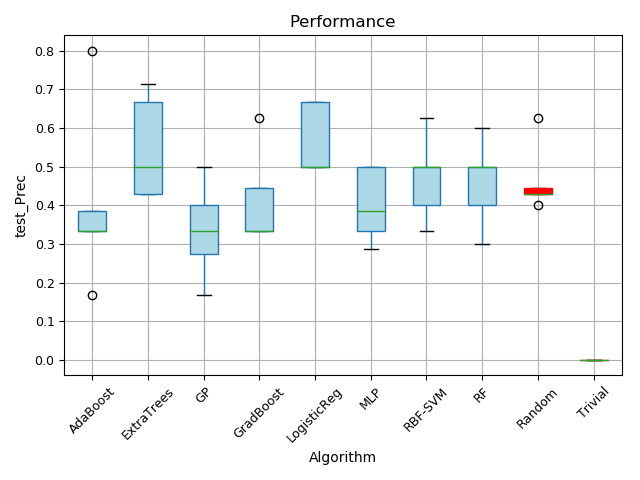 Performance
0.8
0.7
0.6
0.5
0.4
0.3
0.2
0.1
0.0
test_Prec
AdaBoost
ExtraTrees
GP
GradBoost
LogisticReg
MLP
RBF-SVM
RF
Random
Trivial
Algorithm